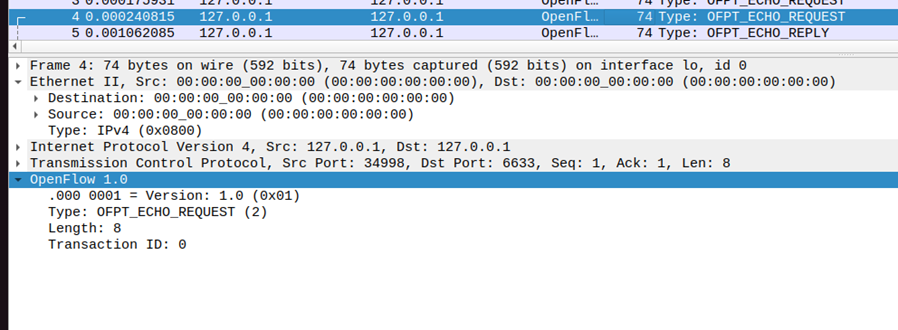 3 0.000175931 127.0.0.1 127.0.0.1 OpenFl… 74 Type: OFPT_ECHO_REQUEST
4 0.000240815 127.0.0.1 127.0.0.1 OpenFl… 74 Type: OFPT_ECHO_REQUEST
5 0.001062085 127.0.0.1 127.0.0.1 OpenFl… 74 Type: OFPT_ECHO_REPLY
Frame 4: 74 bytes on wire (592 bits), 74 bytes captured (592 bits) on interface lo, id 0
Ethernet II, Src: 00:00:00_00:00:00 (00:00:00:00:00:00), Dst: 00:00:00_00:00:00 (00:00:00:00:00:00)
Destination: 00:00:00_00:00:00 (00:00:00:00:00:00)
Source: 00:00:00_00:00:00 (00:00:00:00:00:00)
Type: IPv4 (0x0800)
Internet Protocol Version 4, Src: 127.0.0.1, Dst: 127.0.0.1
Transmission Control Protocol, Src Port: 34998, Dst Port: 6633, Seq: 1, Ack: 1, Len: 8
OpenFlow 1.0
.000 0001 = Version: 1.0 (0x01)
Type: OFPT_ECHO_REQUEST (2)
Length: 8
Transaction ID: 0